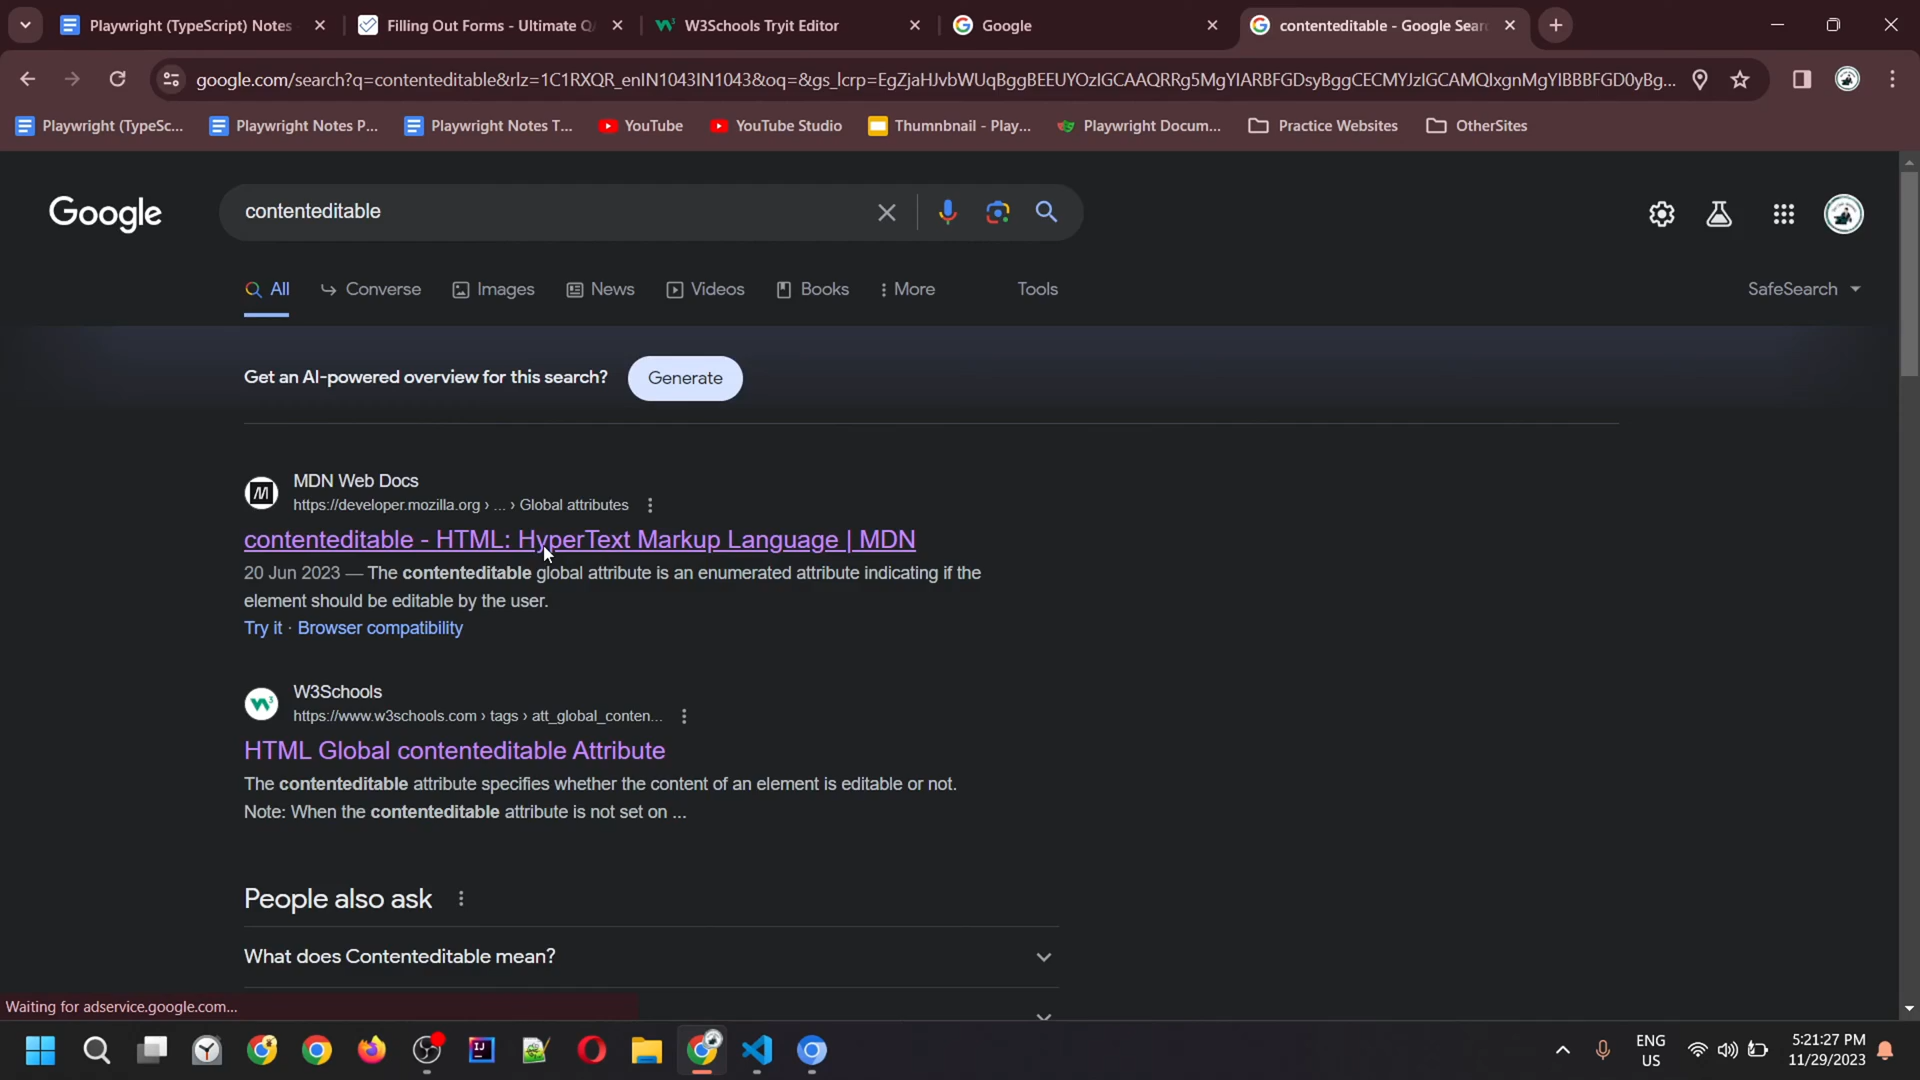 Playwright (TypeScript) Notes
Filling Out Forms - Ultimate Q
W3Schools Tryit Editor
Google
contenteditable - Google Sear
google.com/search?q=contenteditable&rlz=1C1RXQR_enIN1043IN1043&oq=&gs_lcrp=EgZjaHJvbWUqBggBEEUYOzIGCAAQRRg5MgYIARBFGDsyBggCECMYJzIGCAMQIxgnMgYIBBBFGD0yBg...
Playwright (TypeSc...
Playwright Notes P...
Playwright Notes T...
YouTube
YouTube Studio
Thumnbnail - Play...
Playwright Docum...
Practice Websites
OtherSites
Google
contenteditable
All
Converse
Images
News
Videos
Books
More
Tools
SafeSearch
Get an AI-powered overview for this search?
Generate
MDN Web Docs
https://developer.mozilla.org › ... › Global attributes
contenteditable - HTML: HyperText Markup Language | MDN
20 Jun 2023 — The contenteditable global attribute is an enumerated attribute indicating if the
element should be editable by the user.
Try it · Browser compatibility
W3Schools
https://www.w3schools.com › tags › att_global_conten...
HTML Global contenteditable Attribute
The contenteditable attribute specifies whether the content of an element is editable or not.
Note: When the contenteditable attribute is not set on ...
People also ask
What does Contenteditable mean?
Waiting for adservice.google.com...
ENG
US
5:21:27 PM
11/29/2023